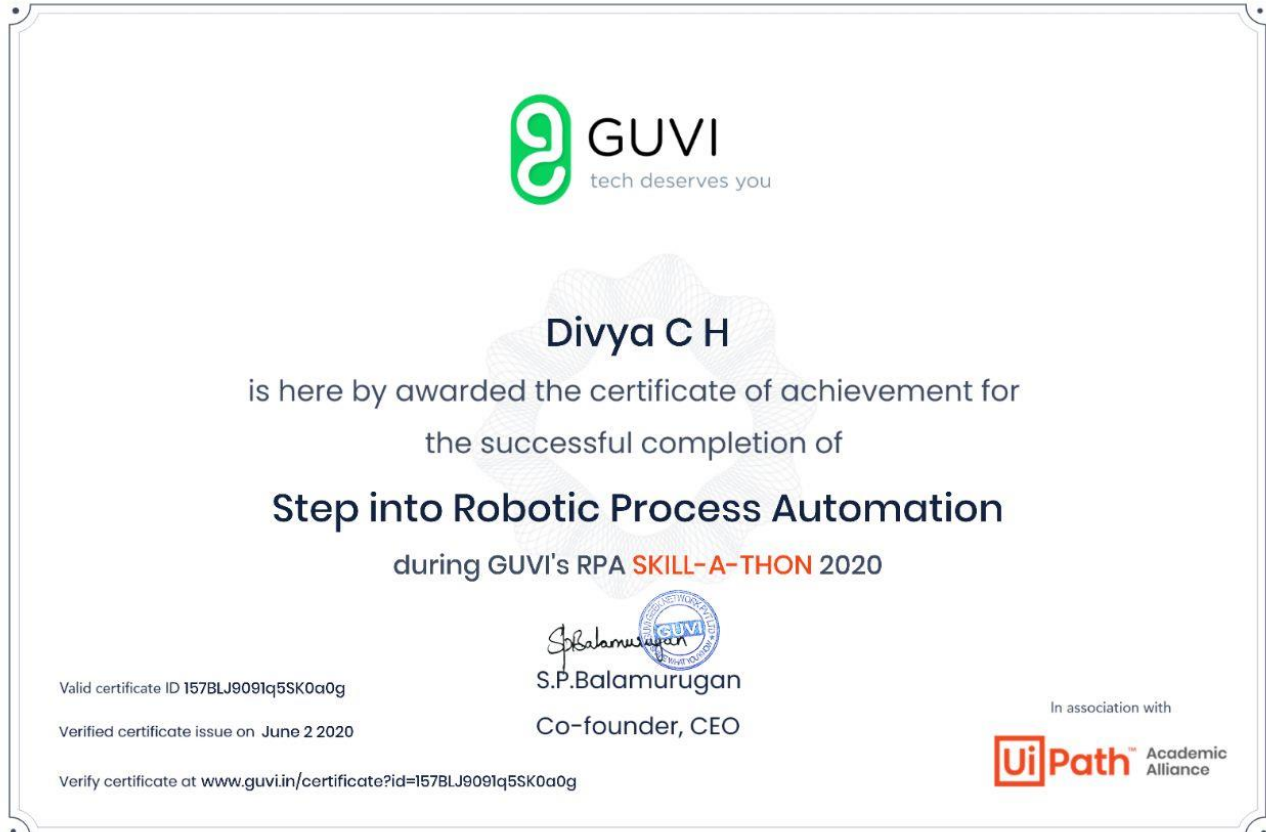 GUVI
tech deserves you
Divya C H
is here by awarded the certificate of achievement for
the successful completion of
Step into Robotic Process Automation
during GUVI's RPA SKILL-A-THON 2020
SpBalamurugan
GUVI
S.P.Balamurugan
Co-founder, CEO
Valid certificate ID 157BLJ9091q5SK0a0g
Verified certificate issue on June 2 2020
Verify certificate at www.guvi.in/certificate?id=157BLJ9091q5SK0a0g
In association with
UiPath™ Academic
Alliance